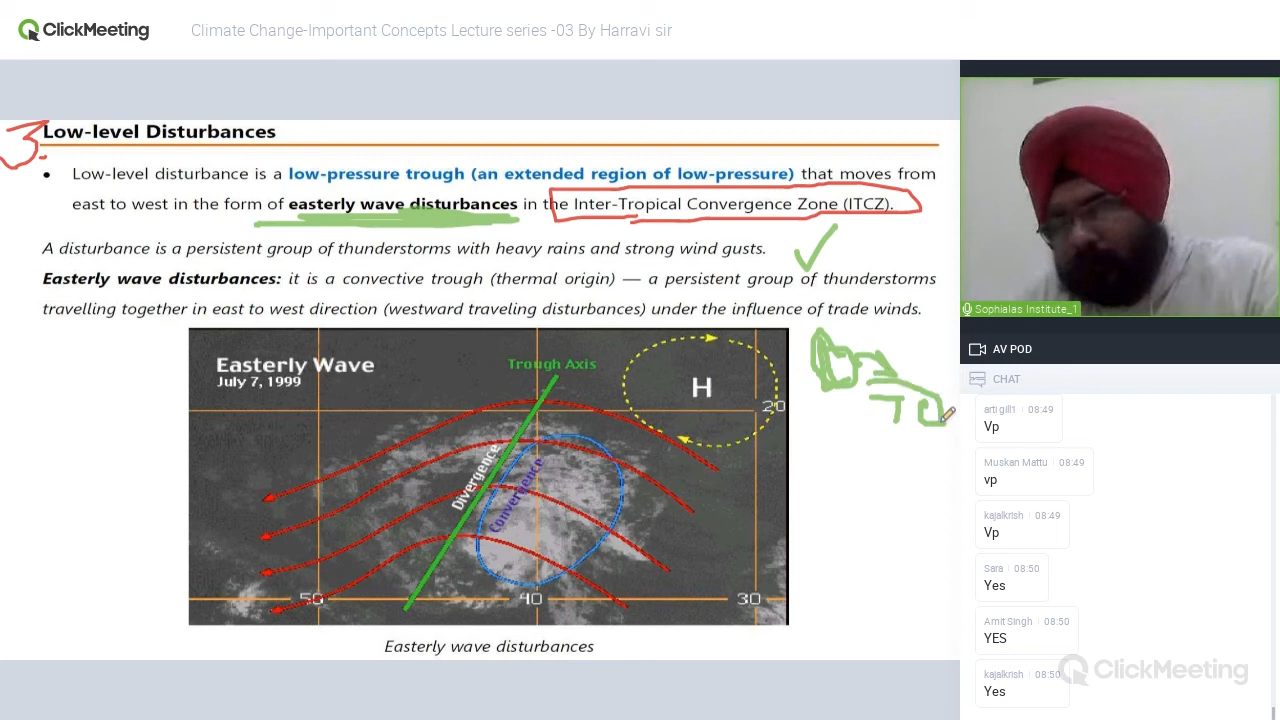 ClickMeeting
Climate Change-Important Concepts Lecture series -03 By Harravi sir
3.
Low-level Disturbances
• Low-level disturbance is a low-pressure trough (an extended region of low-pressure) that moves from
east to west in the form of easterly wave disturbances in the Inter-Tropical Convergence Zone (ITCZ).
A disturbance is a persistent group of thunderstorms with heavy rains and strong wind gusts.
Easterly wave disturbances: it is a convective trough (thermal origin) — a persistent group of thunderstorms
travelling together in east to west direction (westward traveling disturbances) under the influence of trade winds.
Easterly Wave
July 7, 1999
Trough Axis
H
20
Divergence
Convergence
50
40
30
Easterly wave disturbances
Sophialas Institute_1
AV POD
CHAT
arti gill1 08:49
Vp
Muskan Mattu 08:49
vp
kajalkrish 08:49
Vp
Sara 08:50
Yes
Amit Singh 08:50
YES
kajalkrish 08:50
Yes
ClickMeeting